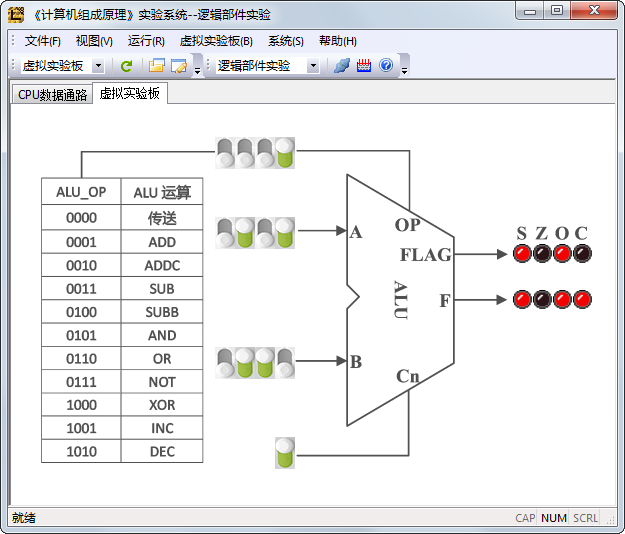 《计算机组成原理》实验系统--逻辑部件实验
文件(F) 视图(V) 运行(R) 虚拟实验板(B) 系统(S) 帮助(H)
虚拟实验板 逻辑部件实验
CPU数据通路 虚拟实验板
ALU_OP ALU 运算
0000 传送
0001 ADD
0010 ADDC
0011 SUB
0100 SUBB
0101 AND
0110 OR
0111 NOT
1000 XOR
1001 INC
1010 DEC
OP
A
FLAG
S Z O C
ALU
F
B
Cn
就绪 CAP NUM SCRL